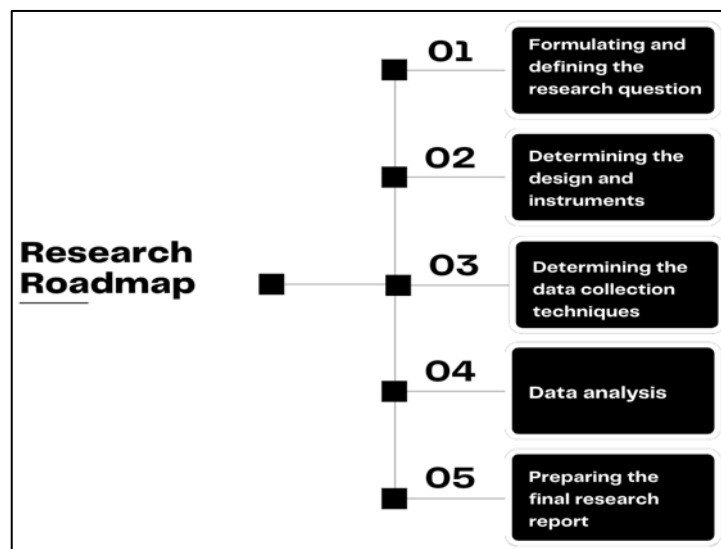 Research
Roadmap
01
Formulating and
defining the
research question
02
Determining the
design and
instruments
03
Determining the
data collection
techniques
04
Data analysis
05
Preparing the
final research
report